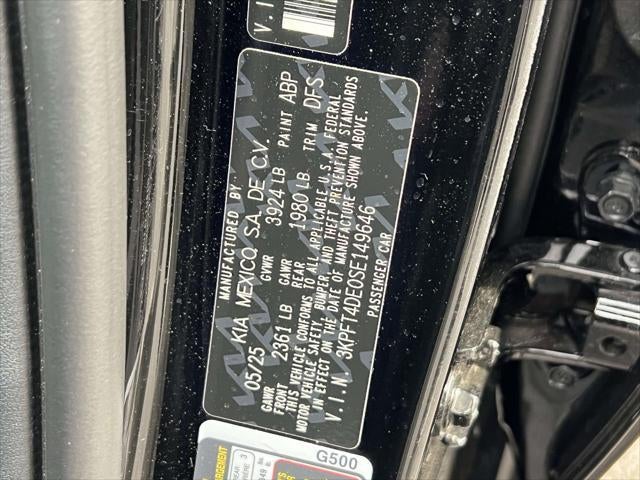 V.I
MANUFACTURED BY
05/25 KIA MEXICO, S.A. DE C.V.
GVWR 3924 LB PAINT ABP
GAWR FRONT 2361 LB GAWR REAR 1980 LB. TRIM DFS
THIS VEHICLE CONFORMS TO ALL APPLICABLE U.S.A. FEDERAL
MOTOR VEHICLE SAFETY, BUMPER, AND THEFT PREVENTION STANDARDS
IN EFFECT ON THE DATE OF MANUFACTURE SHOWN ABOVE.
V.I.N: 3KPFT4DE0SE149646
PASSENGER CAR
G500
3